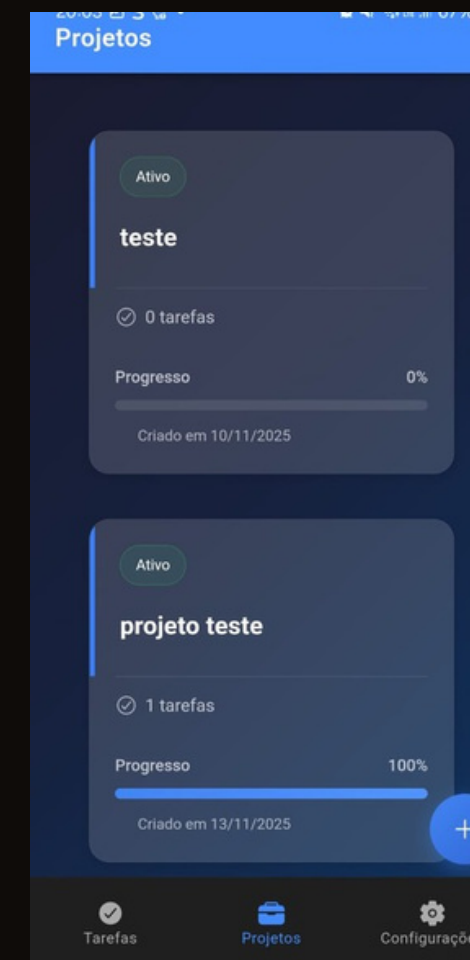 Projetos
Ativo
teste
0 tarefas
Progresso 0%
Criado em 10/11/2025
Ativo
projeto teste
1 tarefas
Progresso 100%
Criado em 13/11/2025
+
Tarefas Projetos